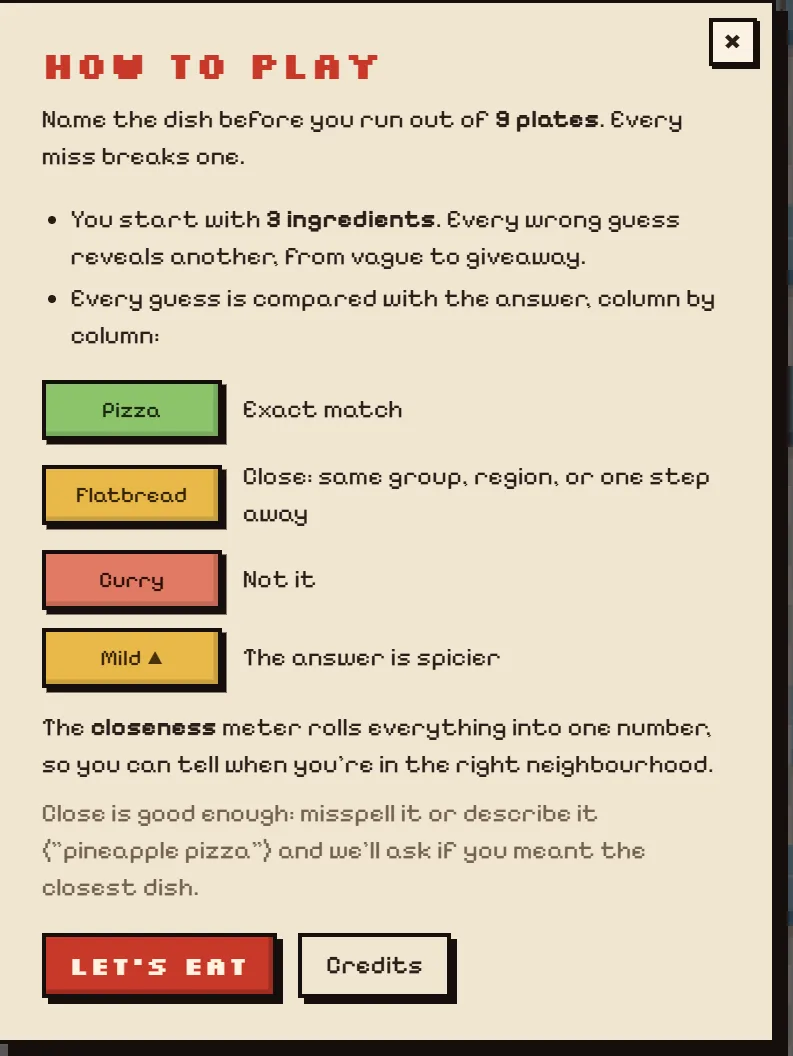 ×
HOW TO PLAY
Name the dish before you run out of 9 plates. Every
miss breaks one.
• You start with 3 ingredients. Every wrong guess
reveals another, from vague to giveaway.
• Every guess is compared with the answer, column by
column:
Pizza Exact match
Flatbread Close: same group, region, or one step
away
Curry Not it
Mild ▲ The answer is spicier
The closeness meter rolls everything into one number,
so you can tell when you're in the right neighbourhood.
Close is good enough: misspell it or describe it
("pineapple pizza") and we'll ask if you meant the
closest dish.
LET'S EAT Credits